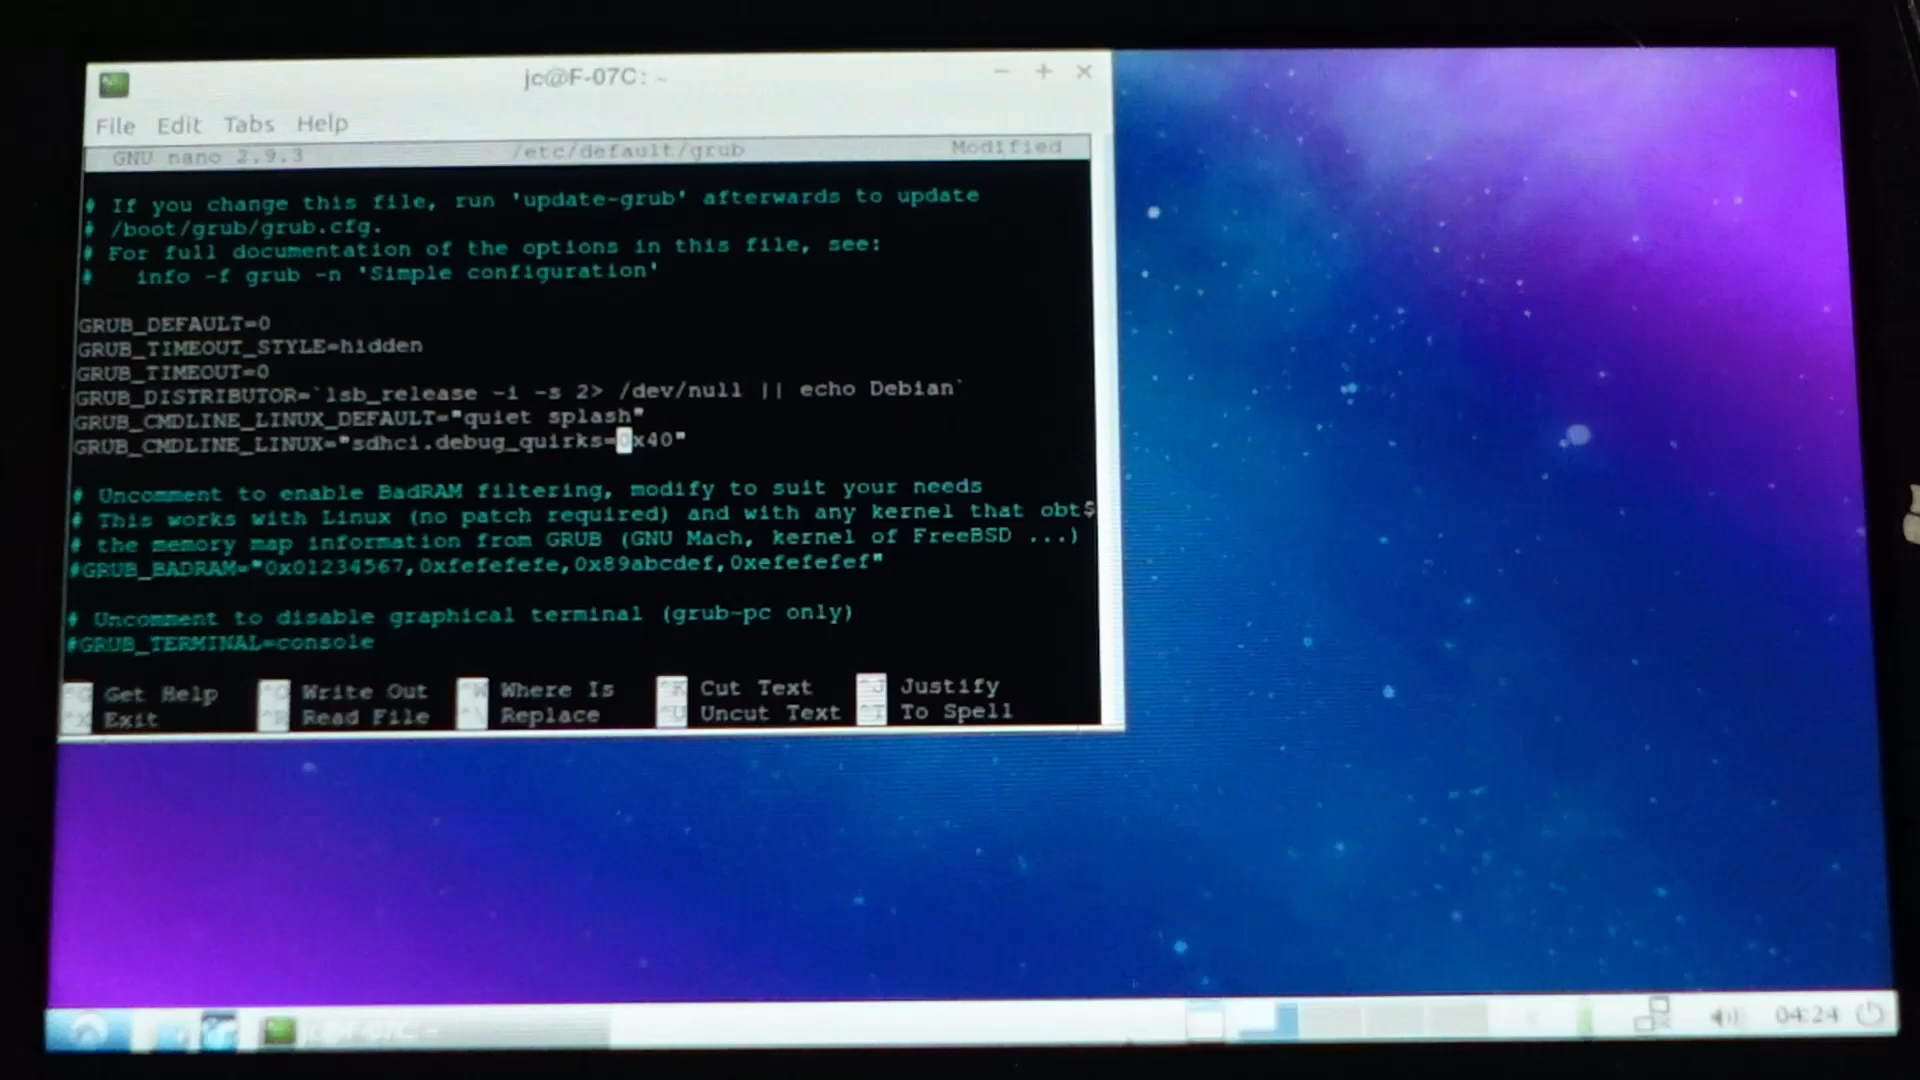 jc@F-07C: ~
File Edit Tabs Help
GNU nano 2.9.3 /etc/default/grub Modified
# If you change this file, run 'update-grub' afterwards to update
# /boot/grub/grub.cfg.
# For full documentation of the options in this file, see:
# info -f grub -n 'Simple configuration'
GRUB_DEFAULT=0
GRUB_TIMEOUT_STYLE=hidden
GRUB_TIMEOUT=0
GRUB_DISTRIBUTOR=`lsb_release -i -s 2> /dev/null || echo Debian`
GRUB_CMDLINE_LINUX_DEFAULT="quiet splash"
GRUB_CMDLINE_LINUX="sdhci.debug_quirks=0x40"
# Uncomment to enable BadRAM filtering, modify to suit your needs
# This works with Linux (no patch required) and with any kernel that obt$
# the memory map information from GRUB (GNU Mach, kernel of FreeBSD ...)
#GRUB_BADRAM="0x01234567,0xfefefefe,0x89abcdef,0xefefefef"
# Uncomment to disable graphical terminal (grub-pc only)
#GRUB_TERMINAL=console
^G Get Help ^O Write Out ^W Where Is ^K Cut Text ^J Justify
^X Exit ^R Read File ^\ Replace ^U Uncut Text ^T To Spell
jc@F-07C: ~
04:24